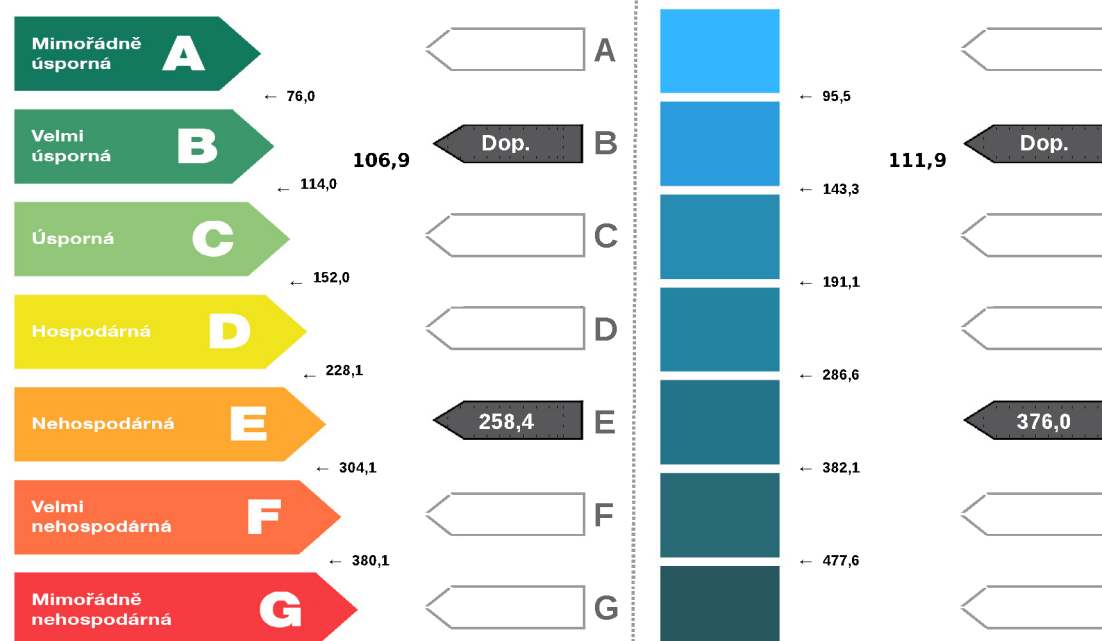 Mimořádně
úsporná
A
A
← 76,0
← 95,5
Velmi
úsporná
B
106,9
Dop.
B
111,9
Dop.
← 114,0
← 143,3
Úsporná
C
C
← 152,0
← 191,1
Hospodárná
D
D
← 228,1
← 286,6
Nehospodárná
E
258,4
E
376,0
← 304,1
← 382,1
Velmi
nehospodárná
F
F
← 380,1
← 477,6
Mimořádně
nehospodárná
G
G